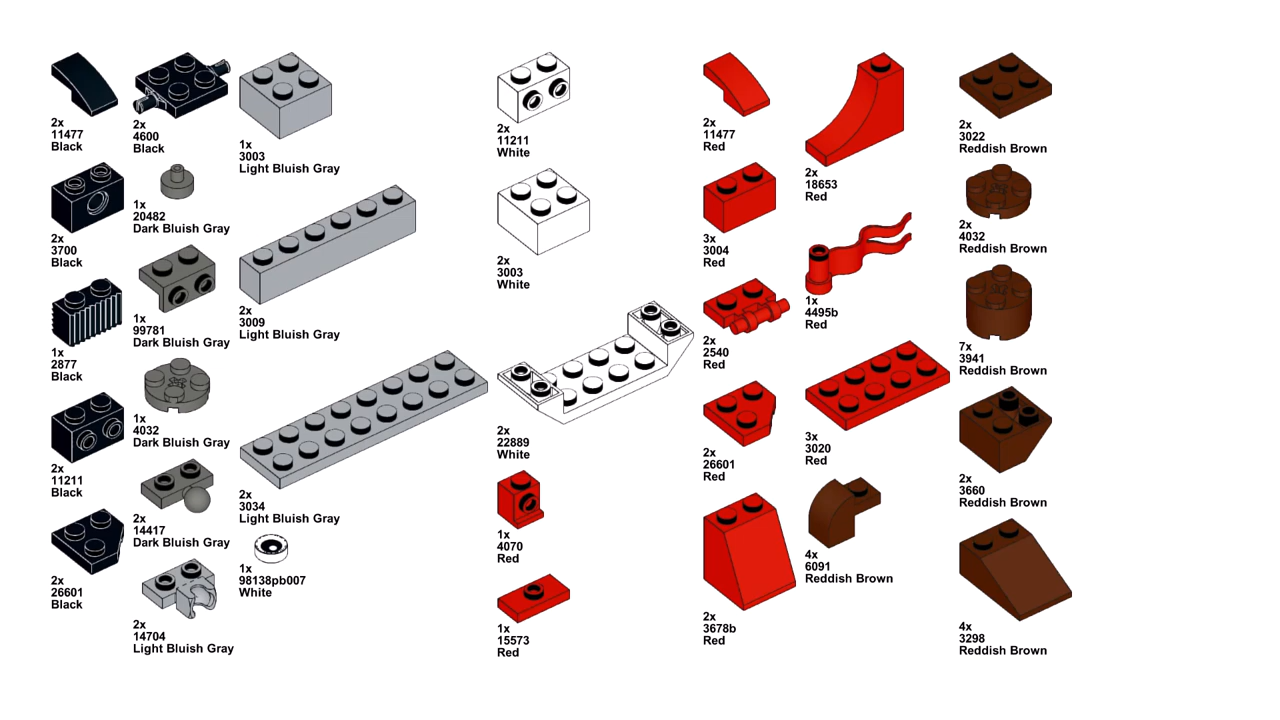 2x
11477
Black
2x
3700
Black
1x
2877
Black
2x
11211
Black
2x
26601
Black
2x
4600
Black
1x
20482
Dark Bluish Gray
1x
99781
Dark Bluish Gray
1x
4032
Dark Bluish Gray
2x
14417
Dark Bluish Gray
2x
14704
Light Bluish Gray
1x
3003
Light Bluish Gray
2x
3009
Light Bluish Gray
2x
3034
Light Bluish Gray
1x
98138pb007
White
2x
11211
White
2x
3003
White
2x
22889
White
1x
4070
Red
1x
15573
Red
2x
11477
Red
3x
3004
Red
2x
2540
Red
2x
26601
Red
2x
3678b
Red
2x
18653
Red
1x
4495b
Red
3x
3020
Red
4x
6091
Reddish Brown
2x
3022
Reddish Brown
2x
4032
Reddish Brown
7x
3941
Reddish Brown
2x
3660
Reddish Brown
4x
3298
Reddish Brown